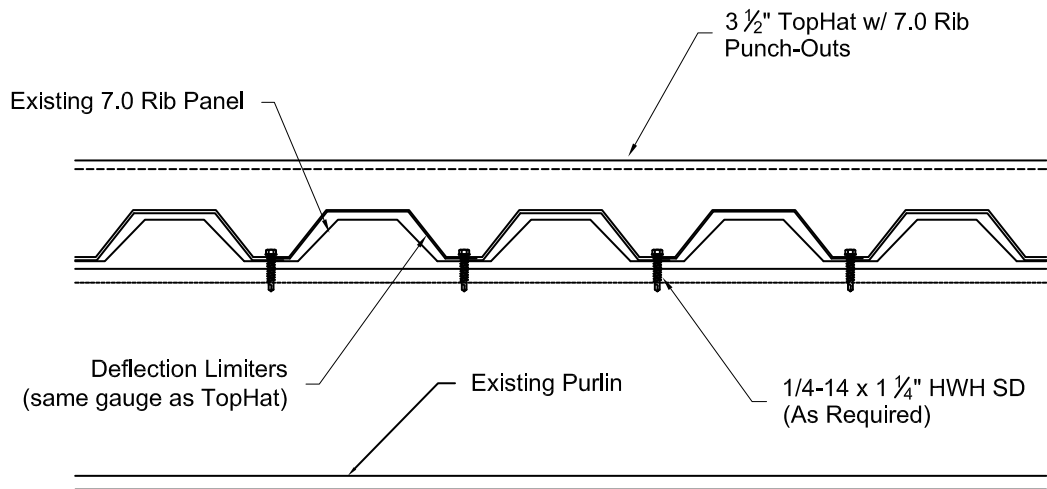 3 ½" TopHat w/ 7.0 Rib
Punch-Outs
Existing 7.0 Rib Panel
Deflection Limiters
(same gauge as TopHat)
Existing Purlin
1/4-14 x 1 ¼" HWH SD
(As Required)